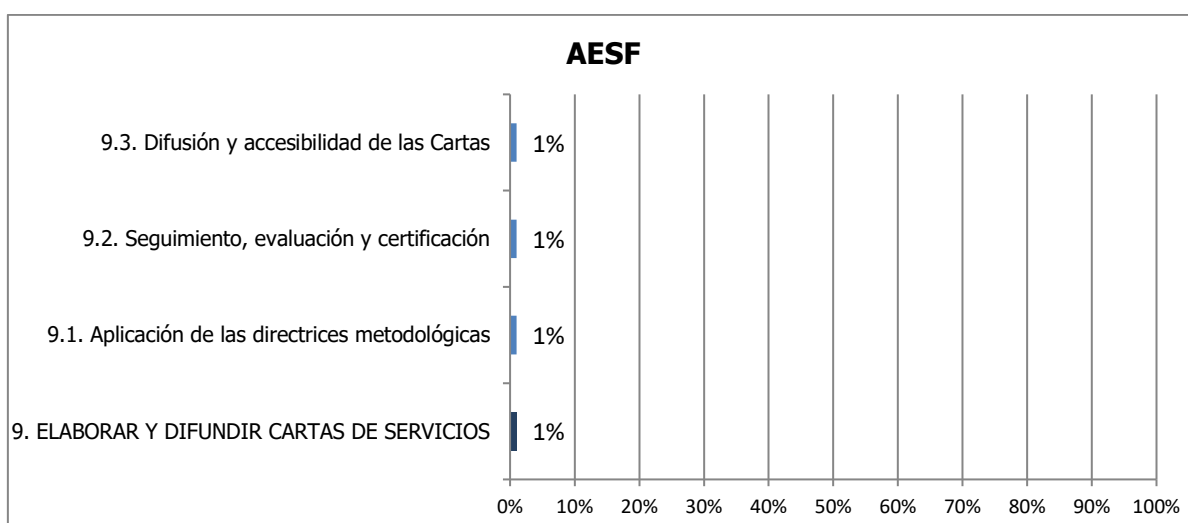 AESF
9.3. Difusión y accesibilidad de las Cartas 1%
9.2. Seguimiento, evaluación y certificación 1%
9.1. Aplicación de las directrices metodológicas 1%
9. ELABORAR Y DIFUNDIR CARTAS DE SERVICIOS 1%
0% 10% 20% 30% 40% 50% 60% 70% 80% 90% 100%